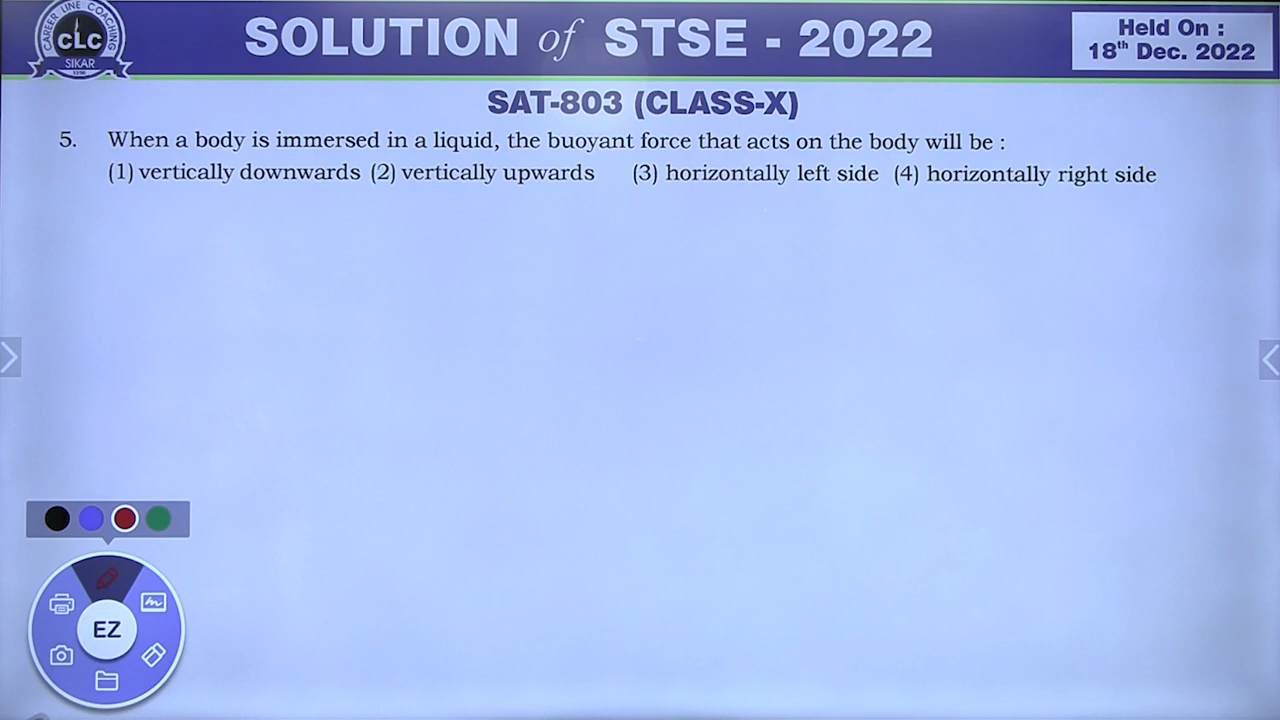 CAREER LINE COACHING
CLC
SIKAR
1996
SOLUTION of STSE - 2022
Held On :
18th Dec. 2022
SAT-803 (CLASS-X)
5. When a body is immersed in a liquid, the buoyant force that acts on the body will be :
(1) vertically downwards (2) vertically upwards (3) horizontally left side (4) horizontally right side
EZ